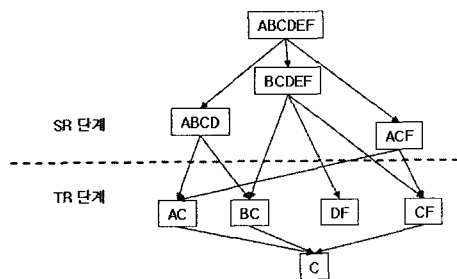 ABCDEF
BCDEF
SR 단계
ABCD
ACF
TR 단계
AC
BC
DF
CF
C